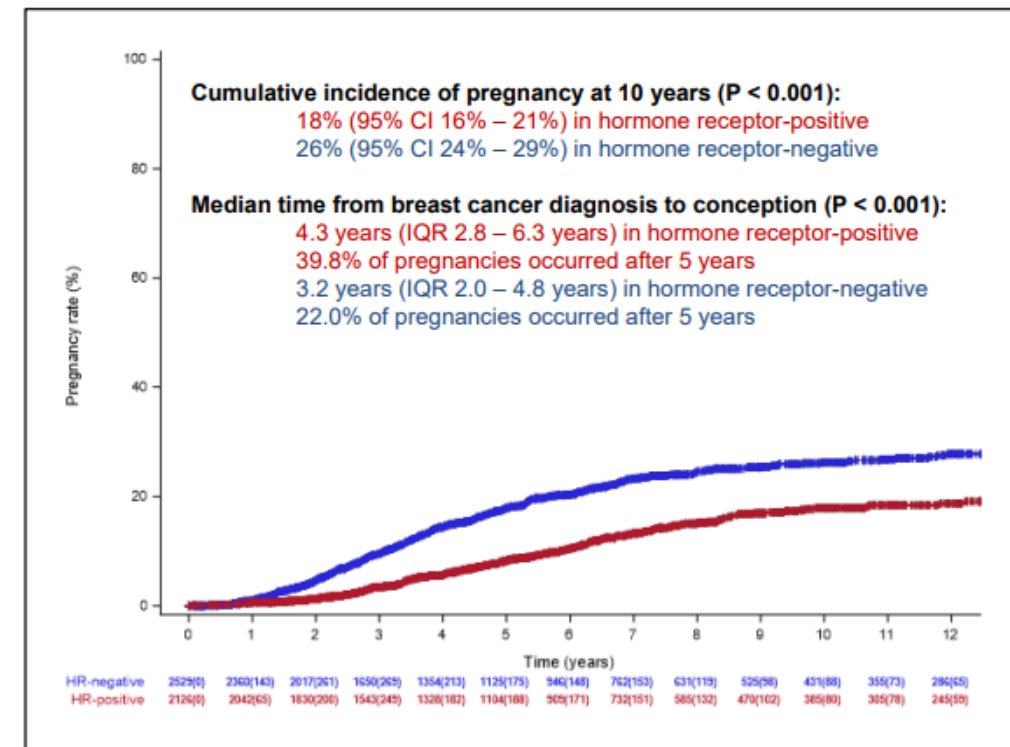 Cumulative incidence of pregnancy at 10 years (P < 0.001):
18% (95% CI 16% – 21%) in hormone receptor-positive
26% (95% CI 24% – 29%) in hormone receptor-negative
Median time from breast cancer diagnosis to conception (P < 0.001):
4.3 years (IQR 2.8 – 6.3 years) in hormone receptor-positive
39.8% of pregnancies occurred after 5 years
3.2 years (IQR 2.0 – 4.8 years) in hormone receptor-negative
22.0% of pregnancies occurred after 5 years
Pregnancy rate (%)
100
80
60
40
20
0
0 1 2 3 4 5 6 7 8 9 10 11 12
Time (years)
HR-negative 2529(0) 2360(143) 2017(261) 1650(269) 1354(213) 1125(175) 946(148) 762(153) 631(119) 525(98) 431(88) 355(73) 286(65)
HR-positive 2126(0) 2042(65) 1830(200) 1543(249) 1328(182) 1104(188) 909(171) 732(151) 585(132) 470(102) 385(80) 305(78) 245(59)